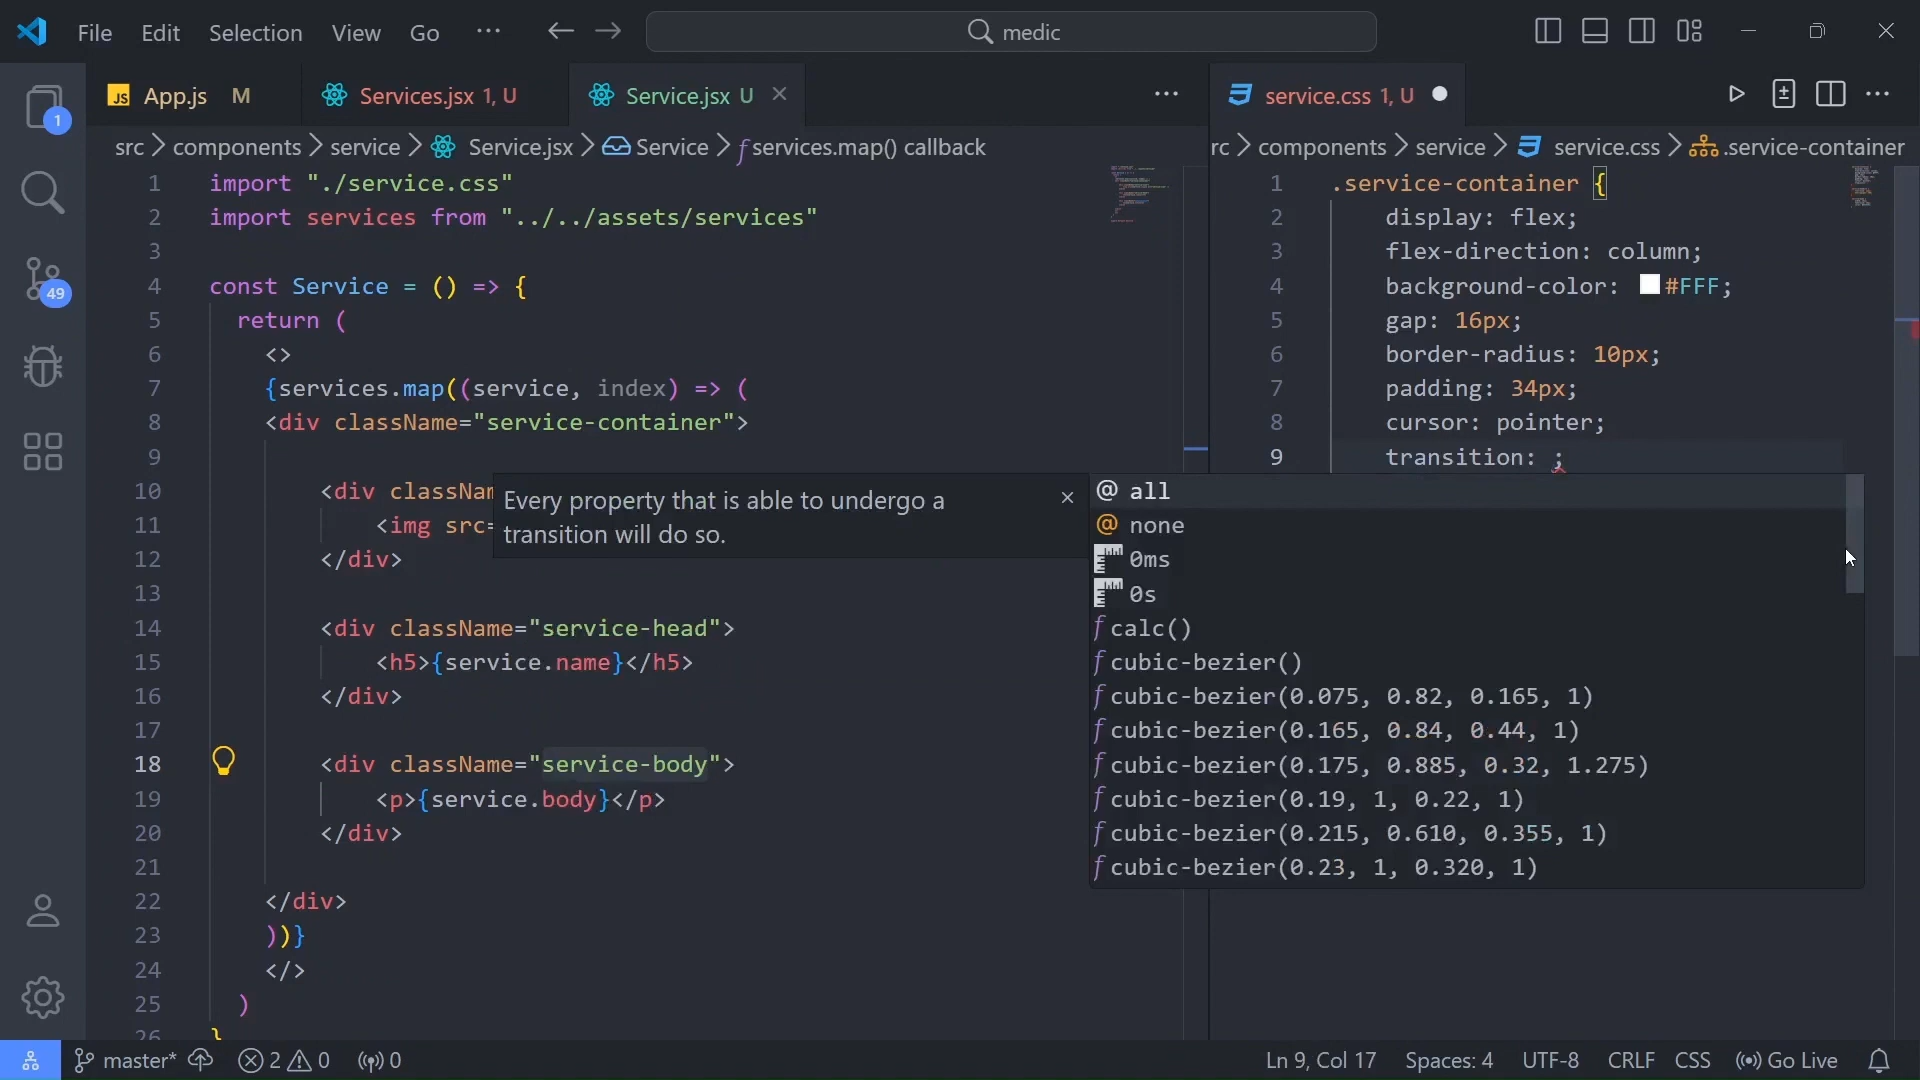 File Edit Selection View Go ··· medic
1
49
App.js M
Services.jsx 1, U
Service.jsx U
src > components > service > Service.jsx > Service > services.map() callback
1 import "./service.css"
2 import services from "../../assets/services"
3
4 const Service = () => {
5 return (
6 <>
7 {services.map((service, index) => (
8 <div className="service-container">
9
10 <div classNam
11 <img src=
12 </div>
13
14 <div className="service-head">
15 <h5>{service.name}</h5>
16 </div>
17
18 <div className="service-body">
19 <p>{service.body}</p>
20 </div>
21
22 </div>
23 ))}
24 </>
25 )
26 }
Every property that is able to undergo a
transition will do so.
service.css 1, U
rc > components > service > service.css > .service-container
1 .service-container {
2 display: flex;
3 flex-direction: column;
4 background-color: #FFF;
5 gap: 16px;
6 border-radius: 10px;
7 padding: 34px;
8 cursor: pointer;
9 transition: ;
all
none
0ms
0s
calc()
cubic-bezier()
cubic-bezier(0.075, 0.82, 0.165, 1)
cubic-bezier(0.165, 0.84, 0.44, 1)
cubic-bezier(0.175, 0.885, 0.32, 1.275)
cubic-bezier(0.19, 1, 0.22, 1)
cubic-bezier(0.215, 0.610, 0.355, 1)
cubic-bezier(0.23, 1, 0.320, 1)
master* 2 0 0 Ln 9, Col 17 Spaces: 4 UTF-8 CRLF CSS Go Live